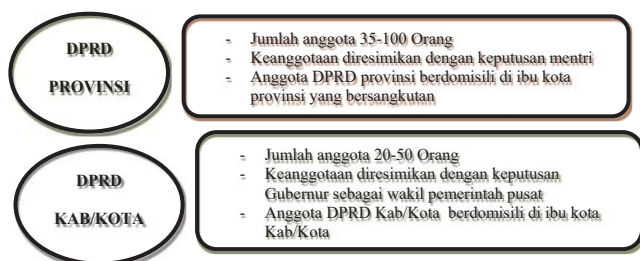 DPRD
PROVINSI
- Jumlah anggota 35-100 Orang
- Keanggotaan diresimikan dengan keputusan mentri
- Anggota DPRD provinsi berdomisili di ibu kota
provinsi yang bersangkutan
DPRD
KAB/KOTA
- Jumlah anggota 20-50 Orang
- Keanggotaan diresimikan dengan keputusan
Gubernur sebagai wakil pemerintah pusat
- Anggota DPRD Kab/Kota berdomisili di ibu kota
Kab/Kota